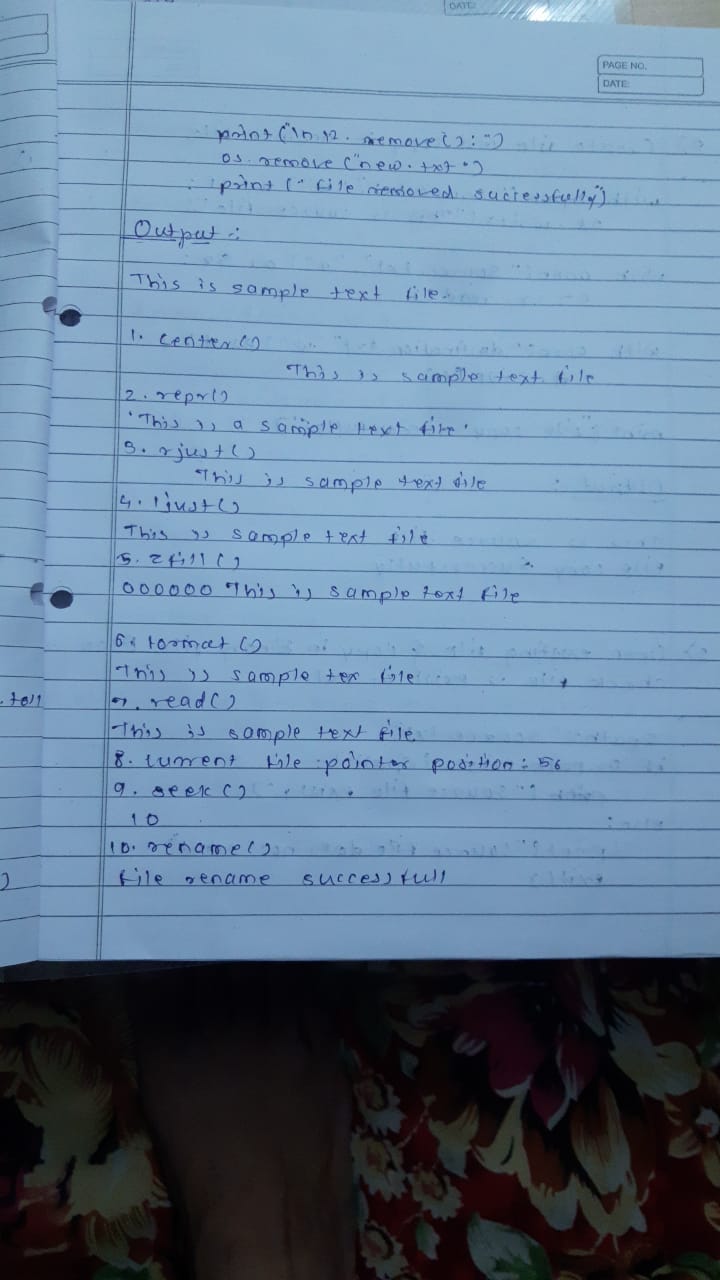 DATE:
PAGE NO.
DATE:
print("\n 12. remove():")
os. remove ("new. txt")
print (" file removed successfully")
Output :
This is sample text file.
1. center()
This is sample text file
2. repr()
'This is a sample text file'
3. rjust()
This is sample text file
4. ljust()
This is sample text file
5. zfill()
000000 This is sample text file
6. format()
This is sample tex file
. tell
7. read()
This is sample text file
8. current file pointer position : 56
9. seek()
10
10. rename()
)
file rename successfull